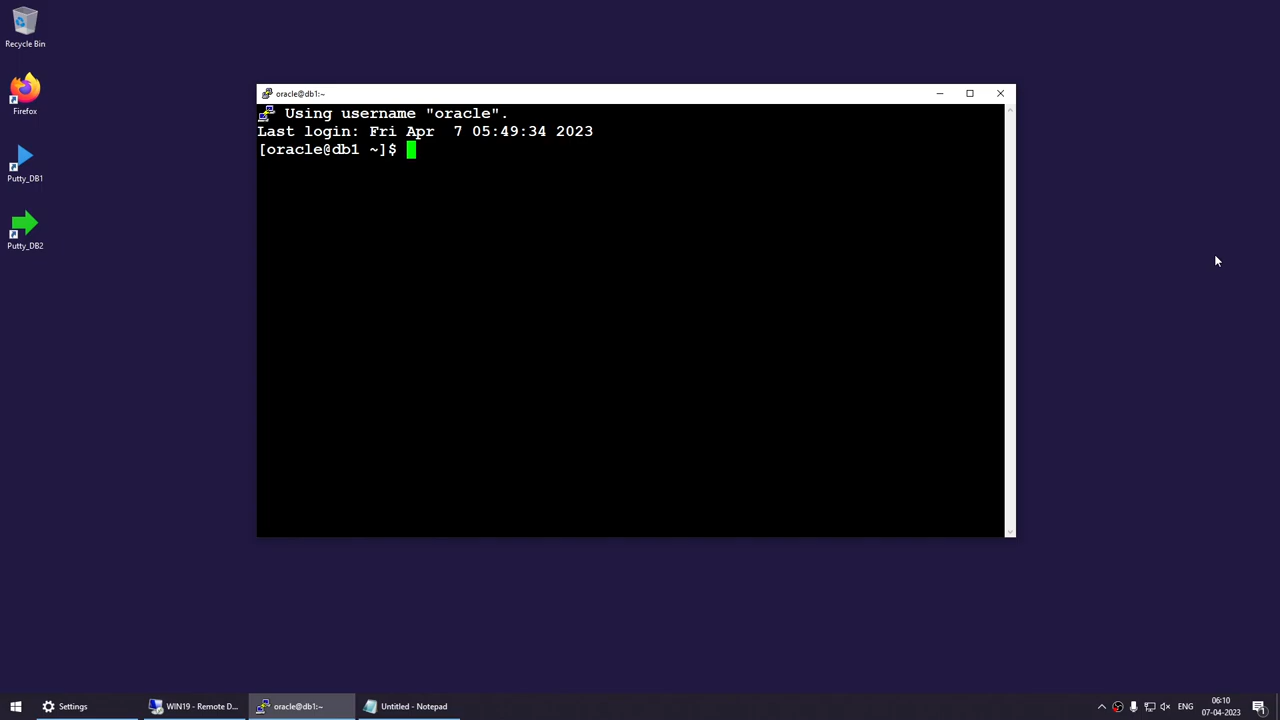 Recycle Bin
Firefox
Putty_DB1
Putty_DB2
oracle@db1:~
Using username "oracle".
Last login: Fri Apr  7 05:49:34 2023
[oracle@db1 ~]$
Settings
WIN19 - Remote D...
oracle@db1:~
Untitled - Notepad
ENG
06:10
07-04-2023
1